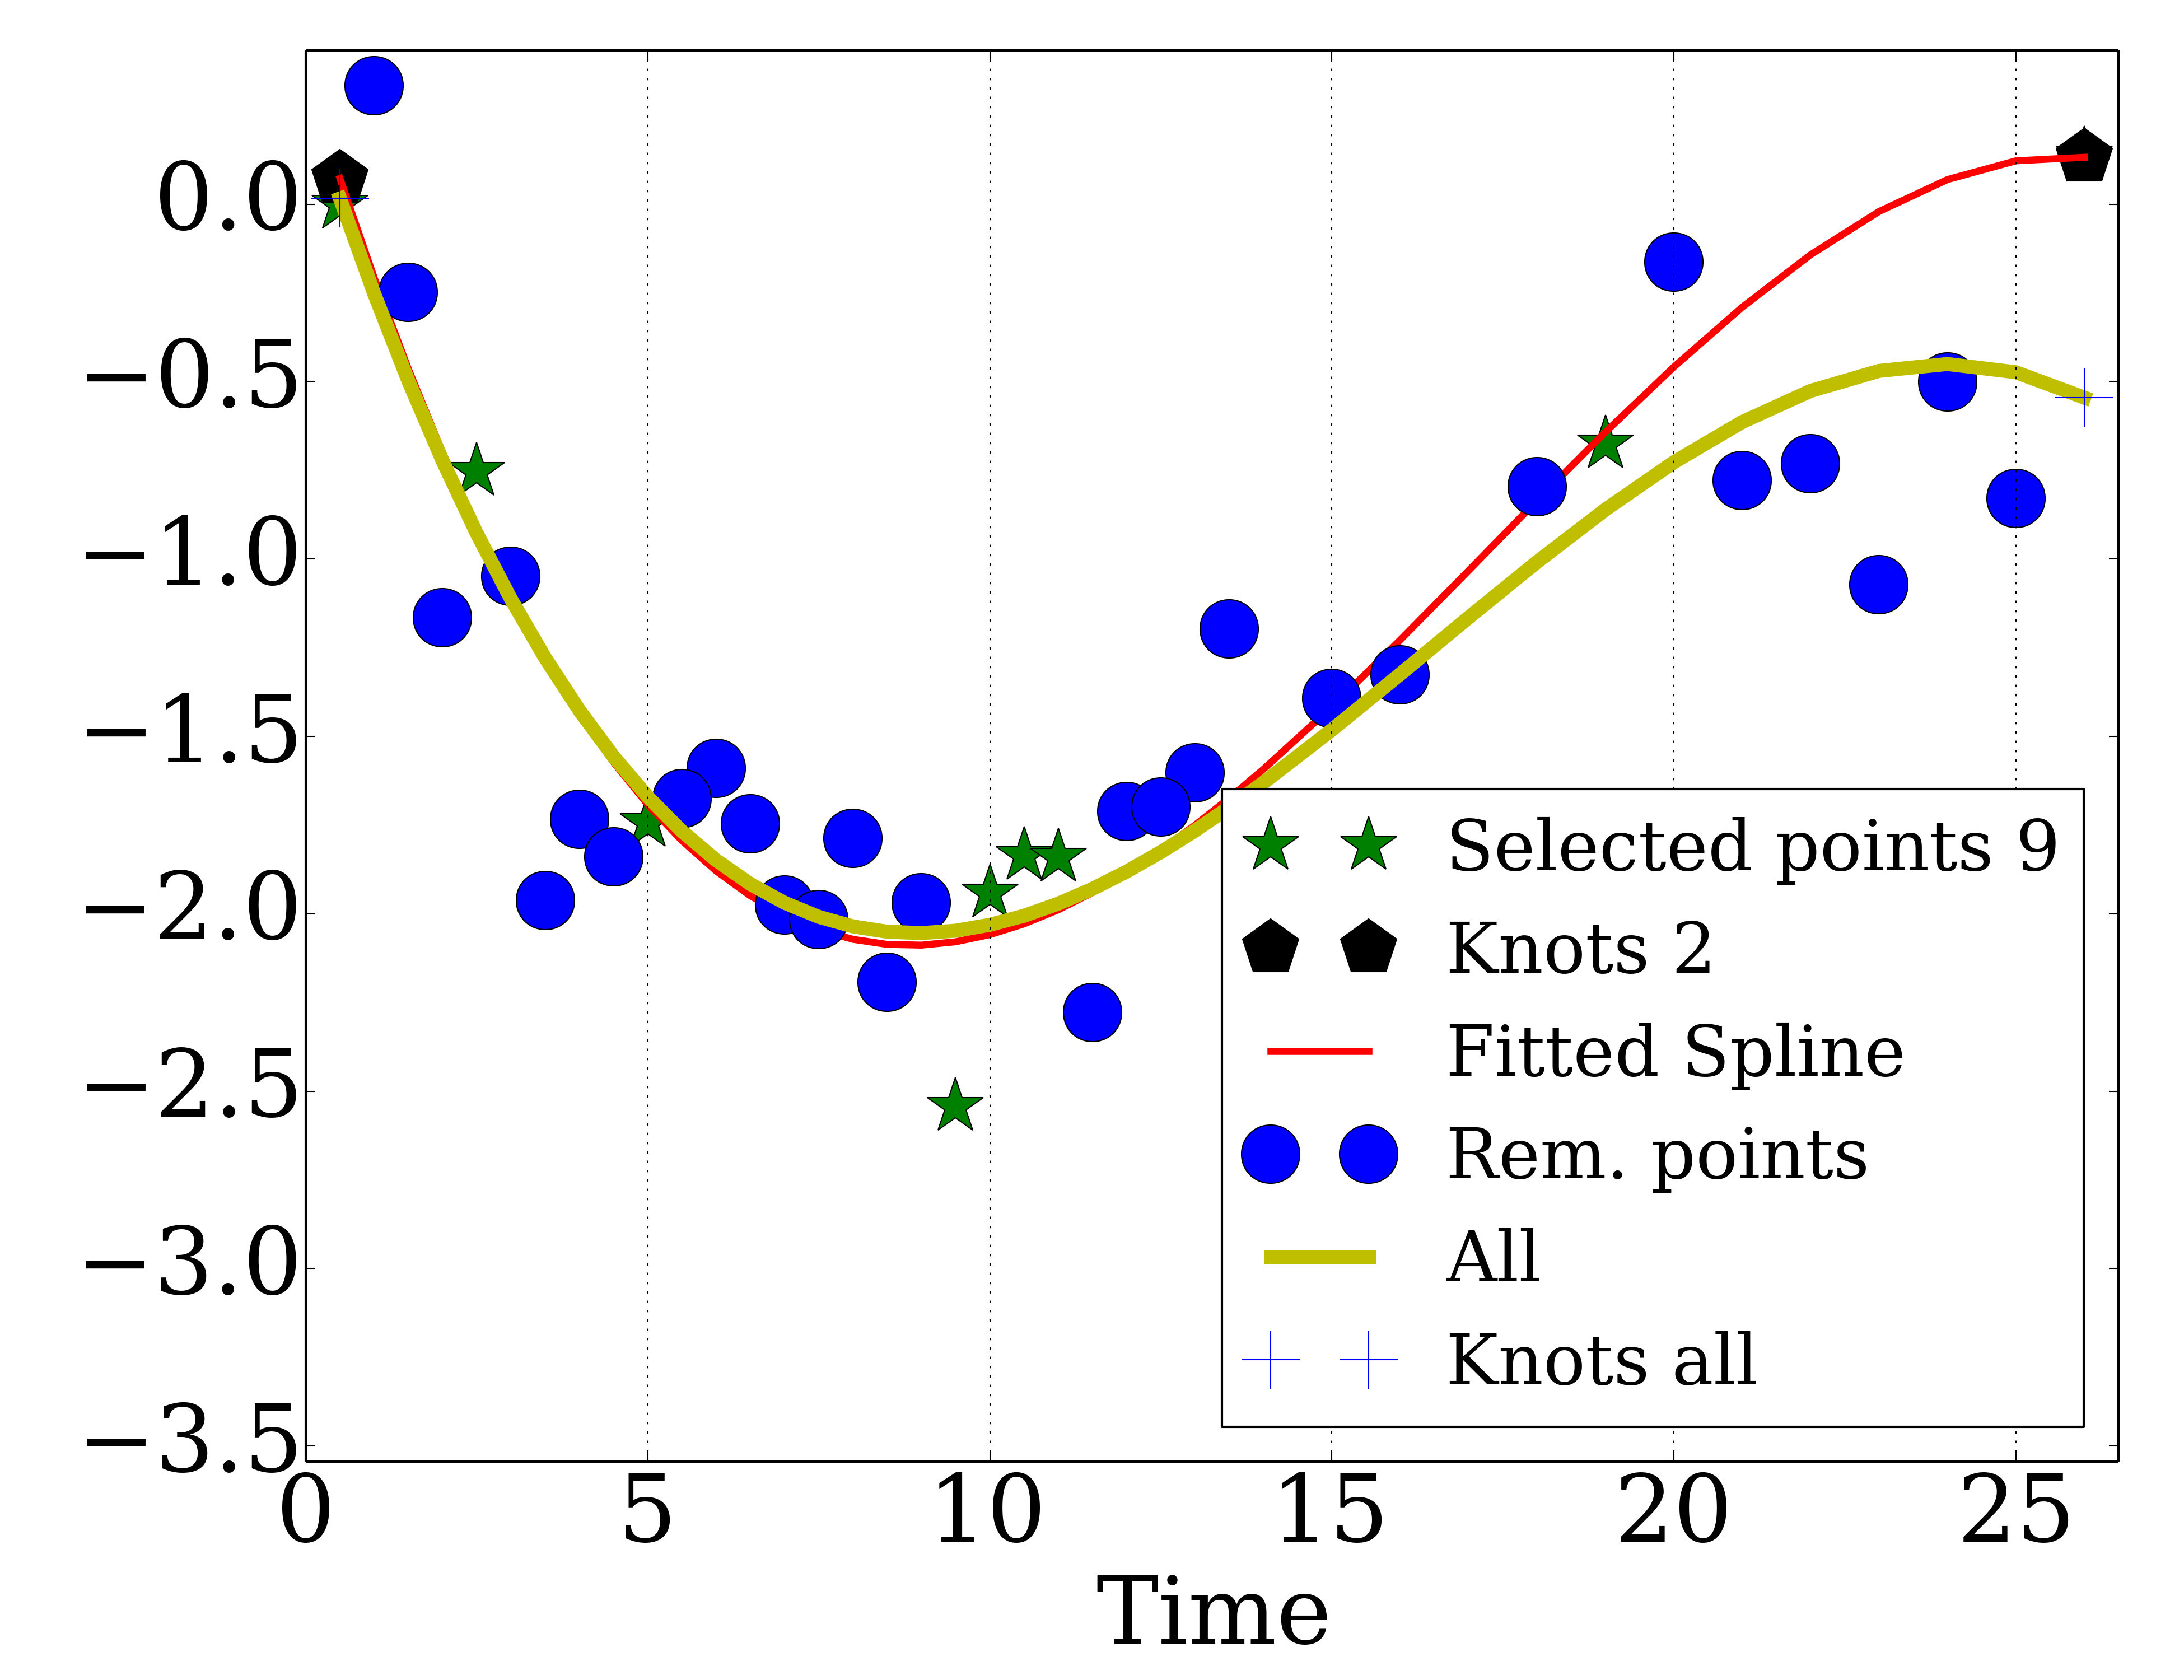 0.0
−0.5
−1.0
−1.5
−2.0
−2.5
−3.0
−3.5
0 5 10 15 20 25
Time
Selected points 9
Knots 2
Fitted Spline
Rem. points
All
Knots all